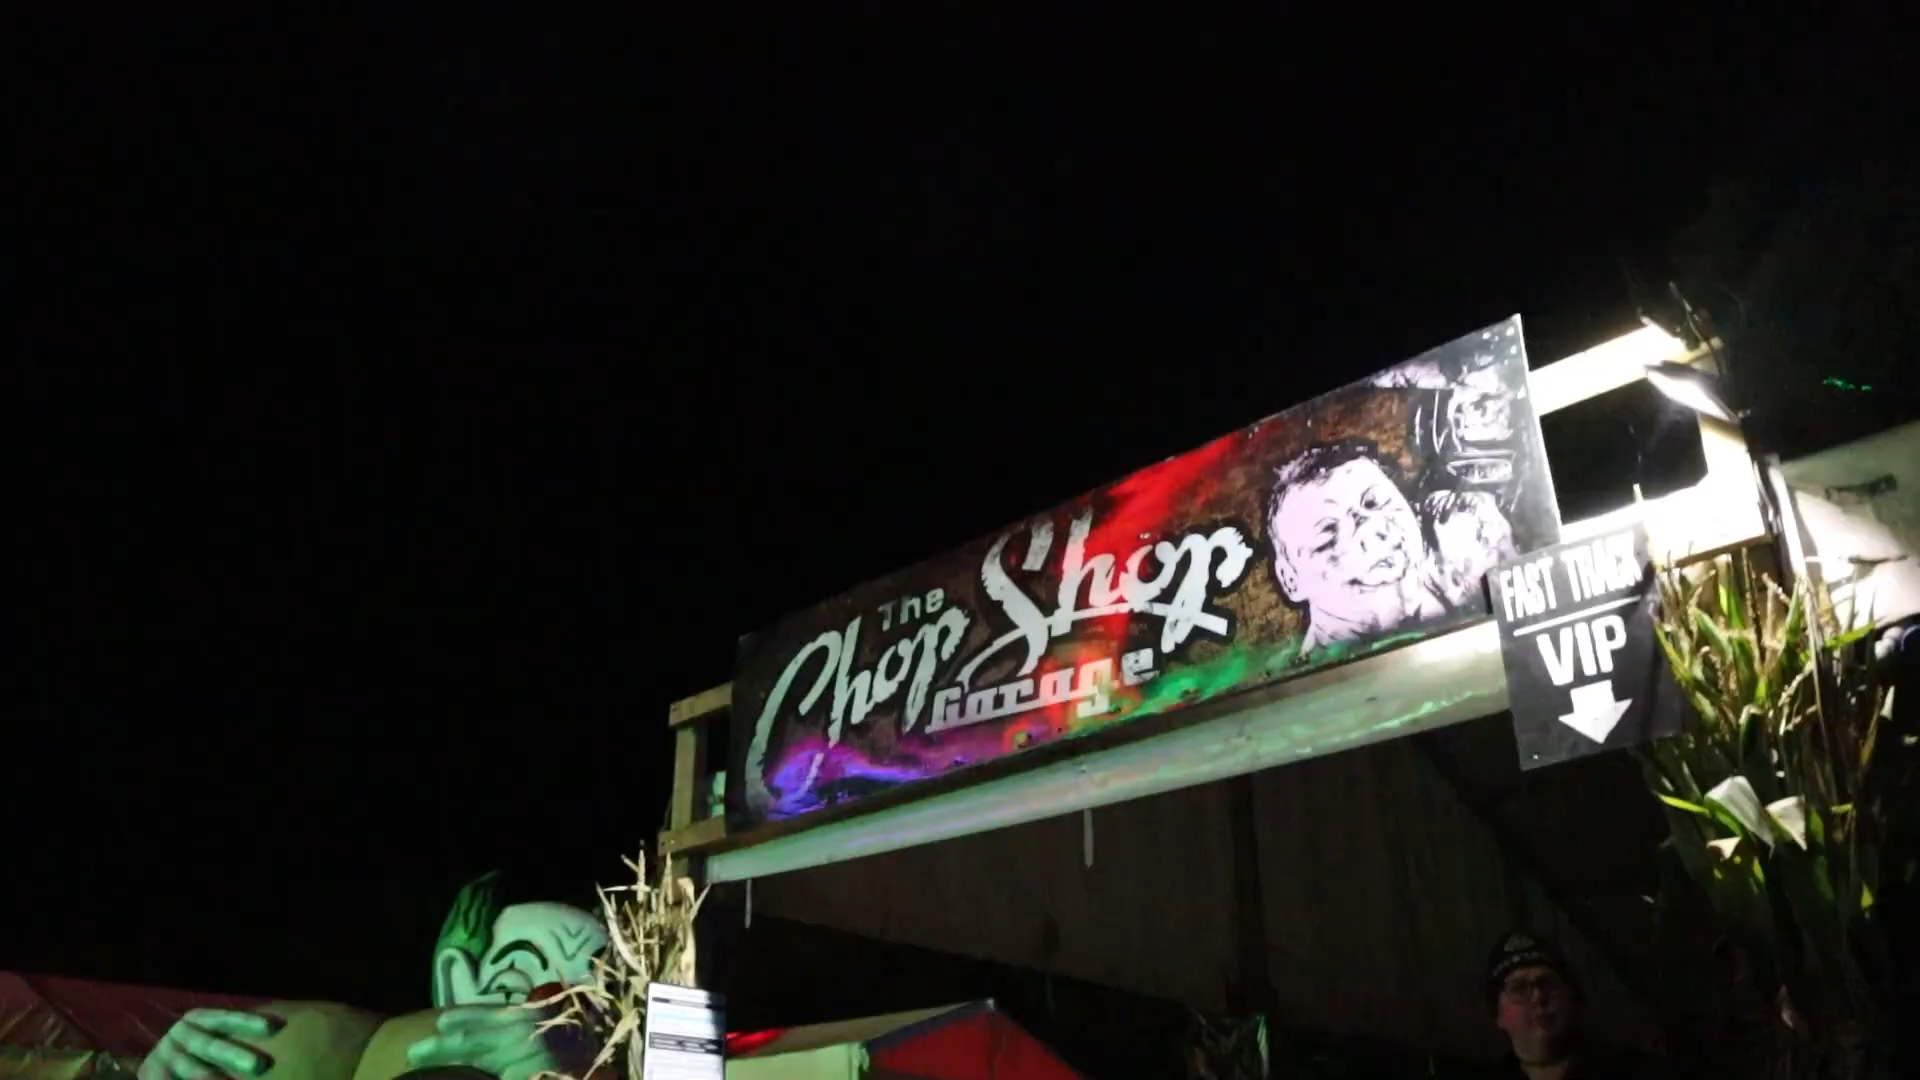 The
Chop Shop
Garage
FAST TRACK
VIP